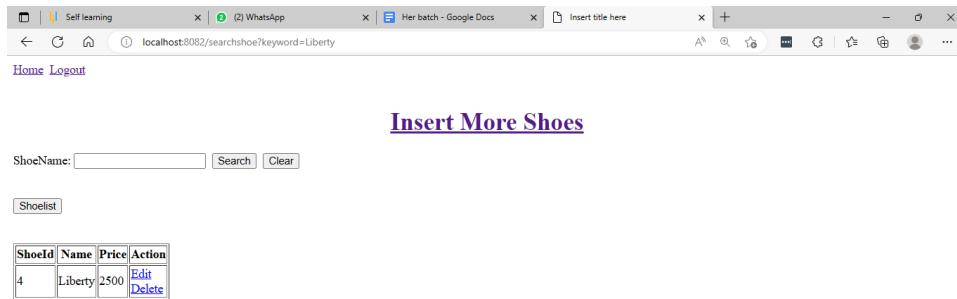 Self learning
2 (2) WhatsApp
Her batch - Google Docs
Insert title here
localhost:8082/searchshoe?keyword=Liberty
Home Logout
Insert More Shoes
ShoeName: Search Clear
Shoelist
ShoeId Name Price Action
4 Liberty 2500 Edit
Delete